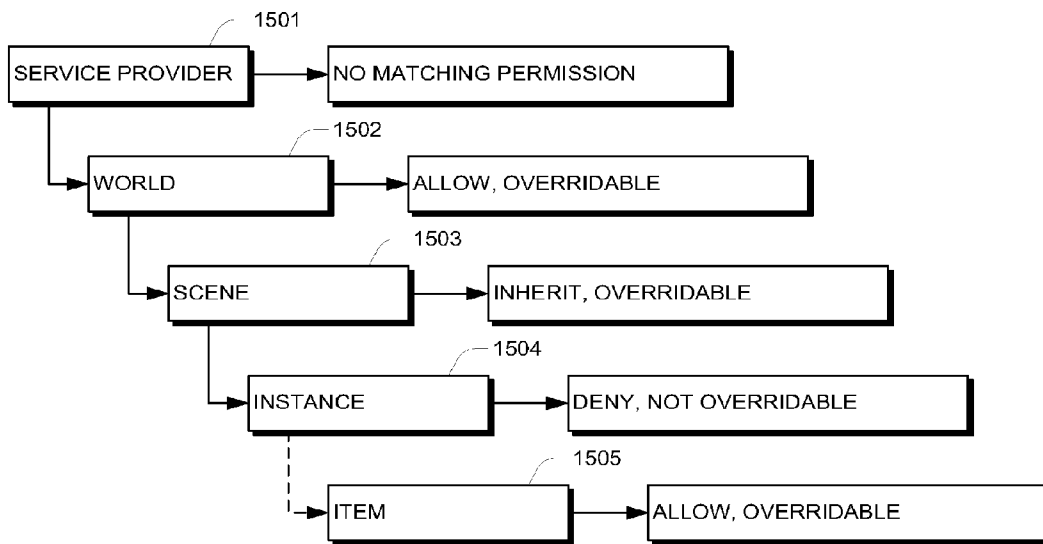 1501
SERVICE PROVIDER
NO MATCHING PERMISSION
1502
WORLD
ALLOW, OVERRIDABLE
1503
SCENE
INHERIT, OVERRIDABLE
1504
INSTANCE
DENY, NOT OVERRIDABLE
1505
ITEM
ALLOW, OVERRIDABLE